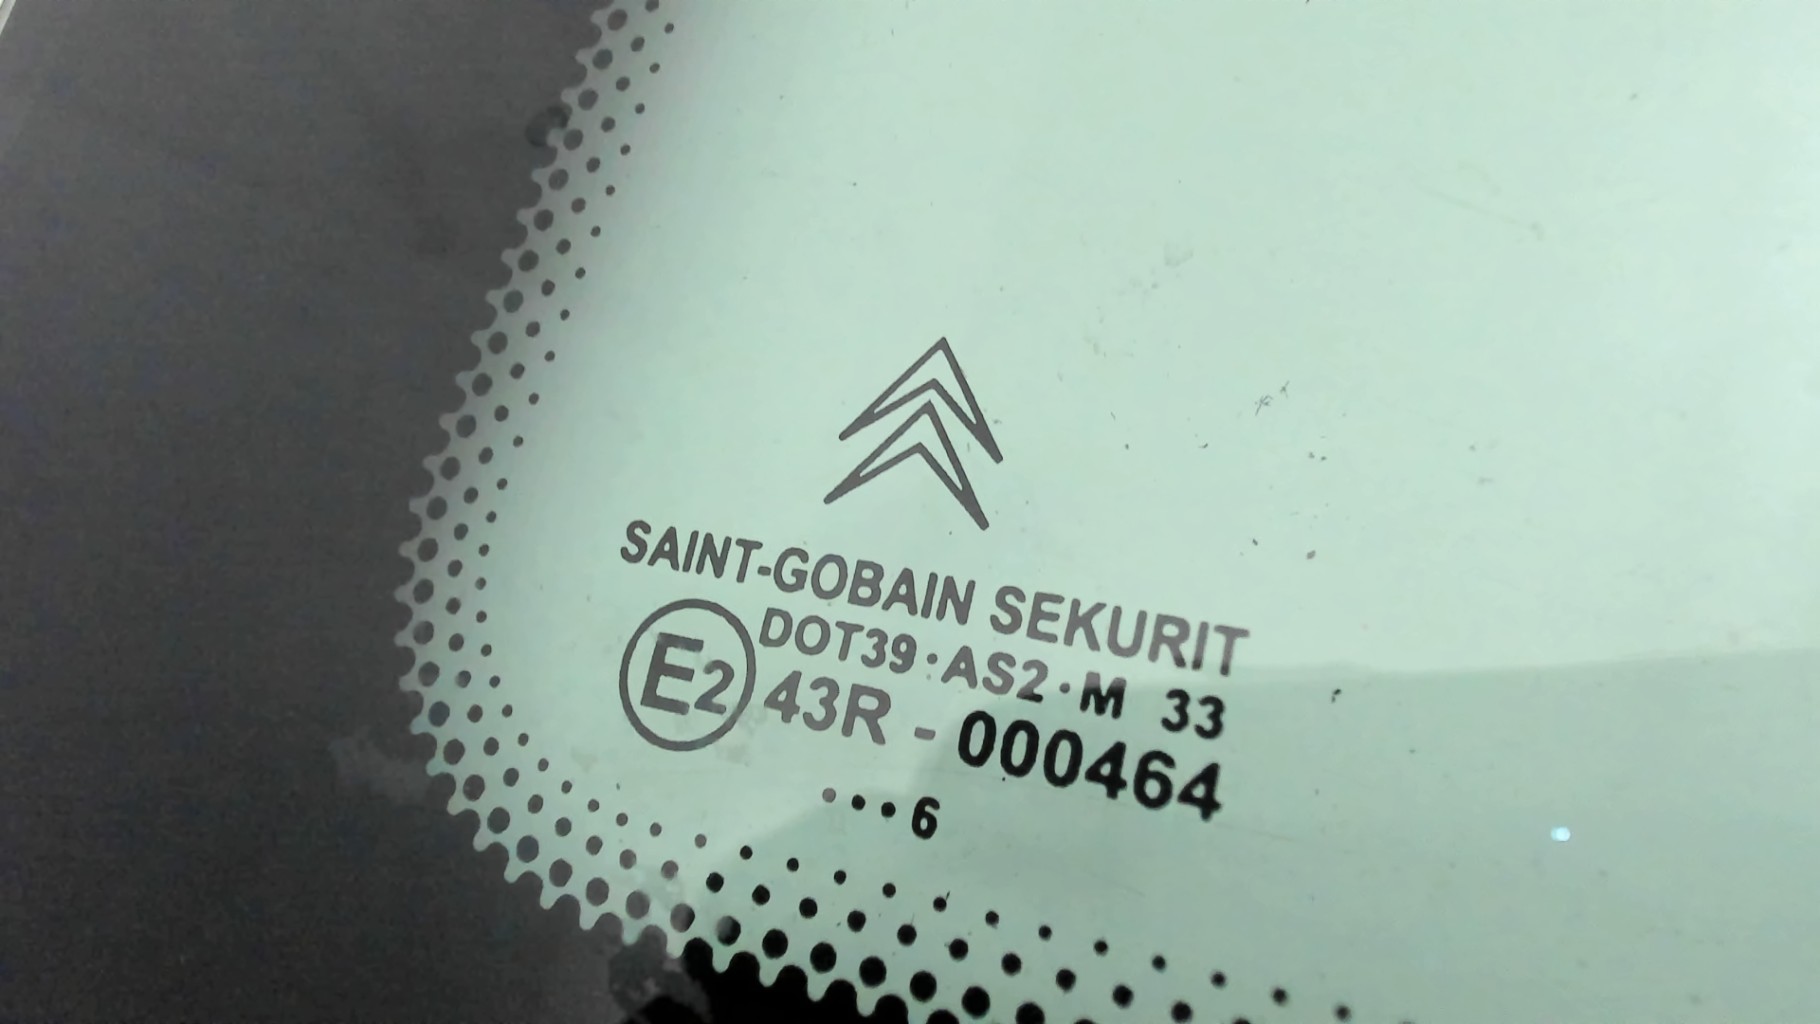 SAINT-GOBAIN SEKURIT
DOT39·AS2·M 33
E2 43R - 000464
•••6